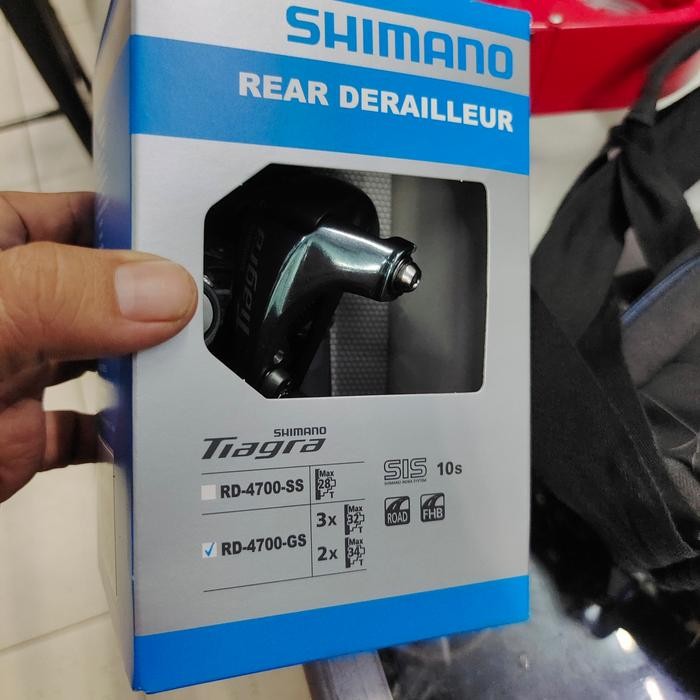 SHIMANO
REAR DERAILLEUR
Tiagra
SHIMANO
Tiagra
SIS 10s
SHIMANO INDEX SYSTEM
RD-4700-SS Max 28T
ROAD FHB
RD-4700-GS 3x Max 32T
2x Max 34T